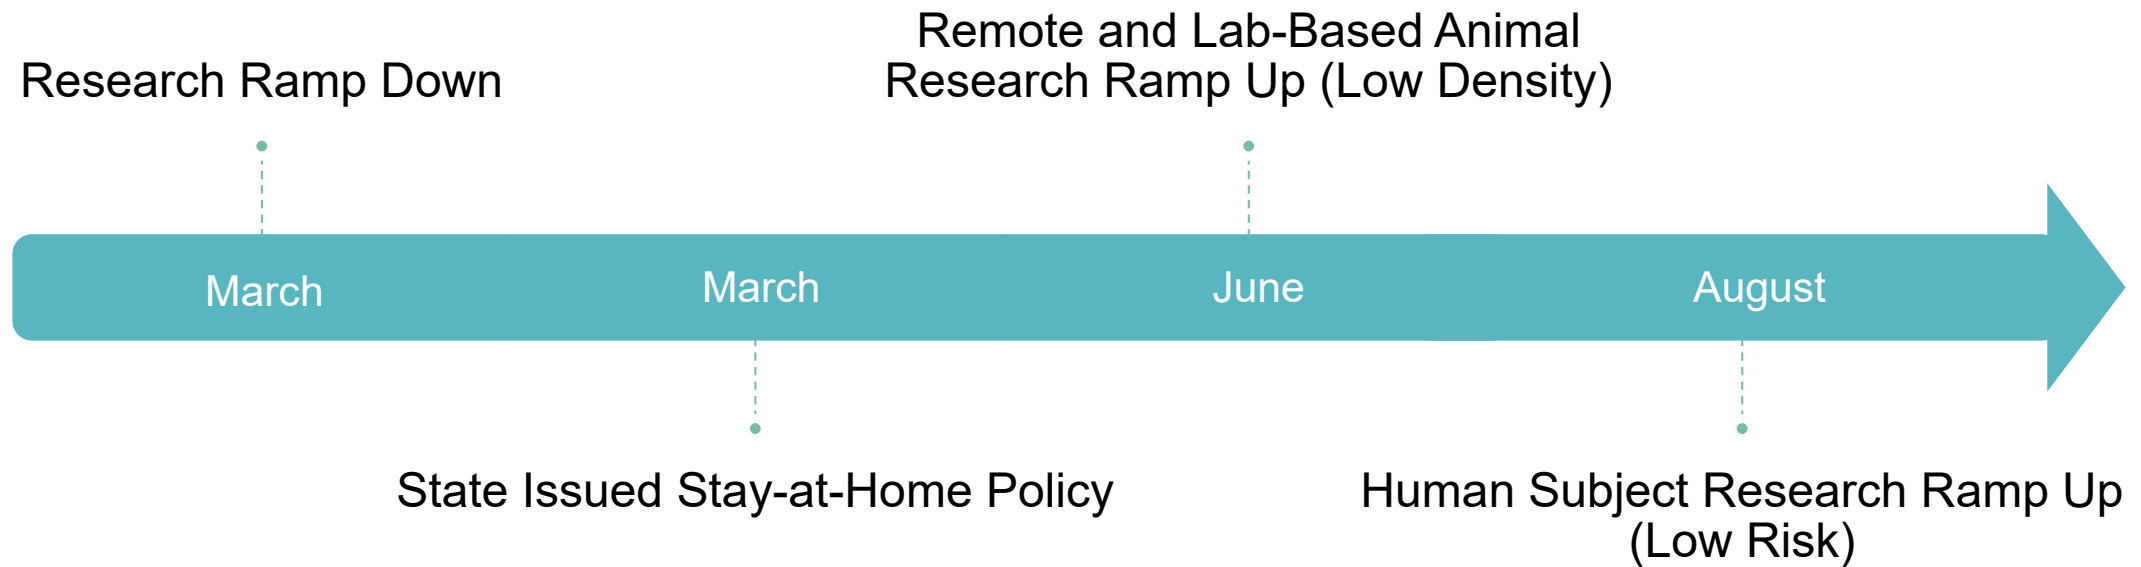 Research Ramp Down
Remote and Lab-Based Animal
Research Ramp Up (Low Density)
March
March
June
August
State Issued Stay-at-Home Policy
Human Subject Research Ramp Up
(Low Risk)